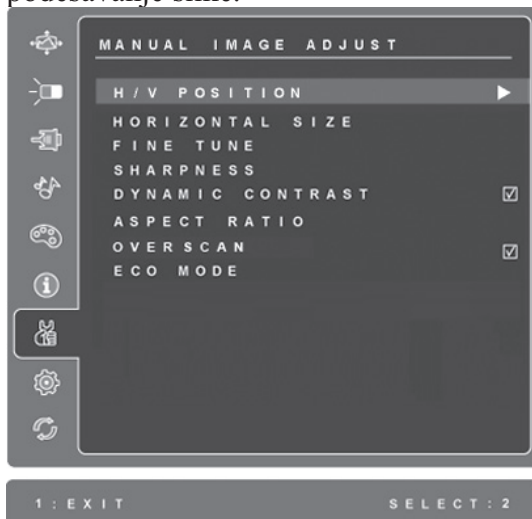 podešavanje slike.
MANUAL IMAGE ADJUST
H/V POSITION
HORIZONTAL SIZE
FINE TUNE
SHARPNESS
DYNAMIC CONTRAST
ASPECT RATIO
OVERSCAN
ECO MODE
1:EXIT SELECT:2